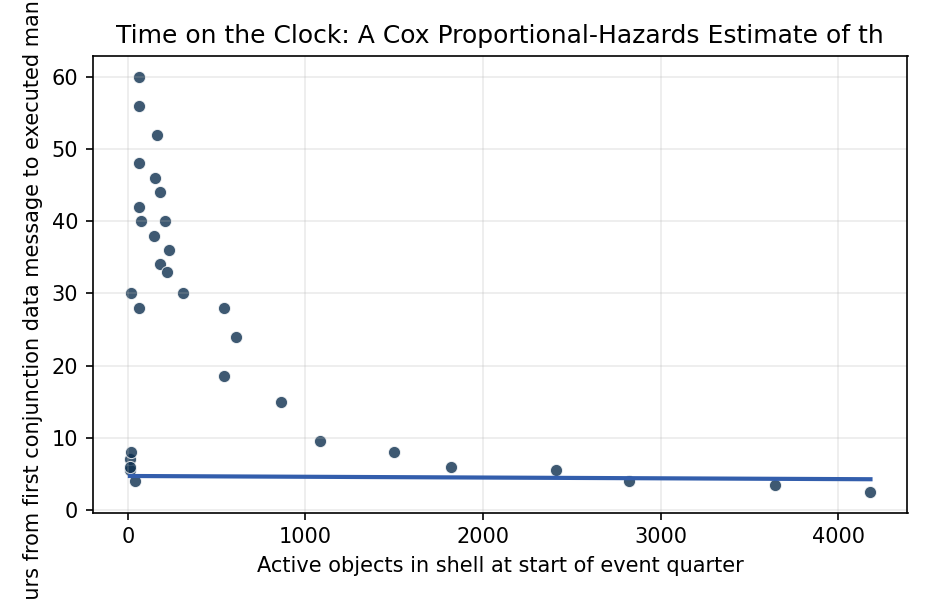 Time on the Clock: A Cox Proportional-Hazards Estimate of th
urs from first conjunction data message to executed man
60
50
40
30
20
10
0
0 1000 2000 3000 4000
Active objects in shell at start of event quarter